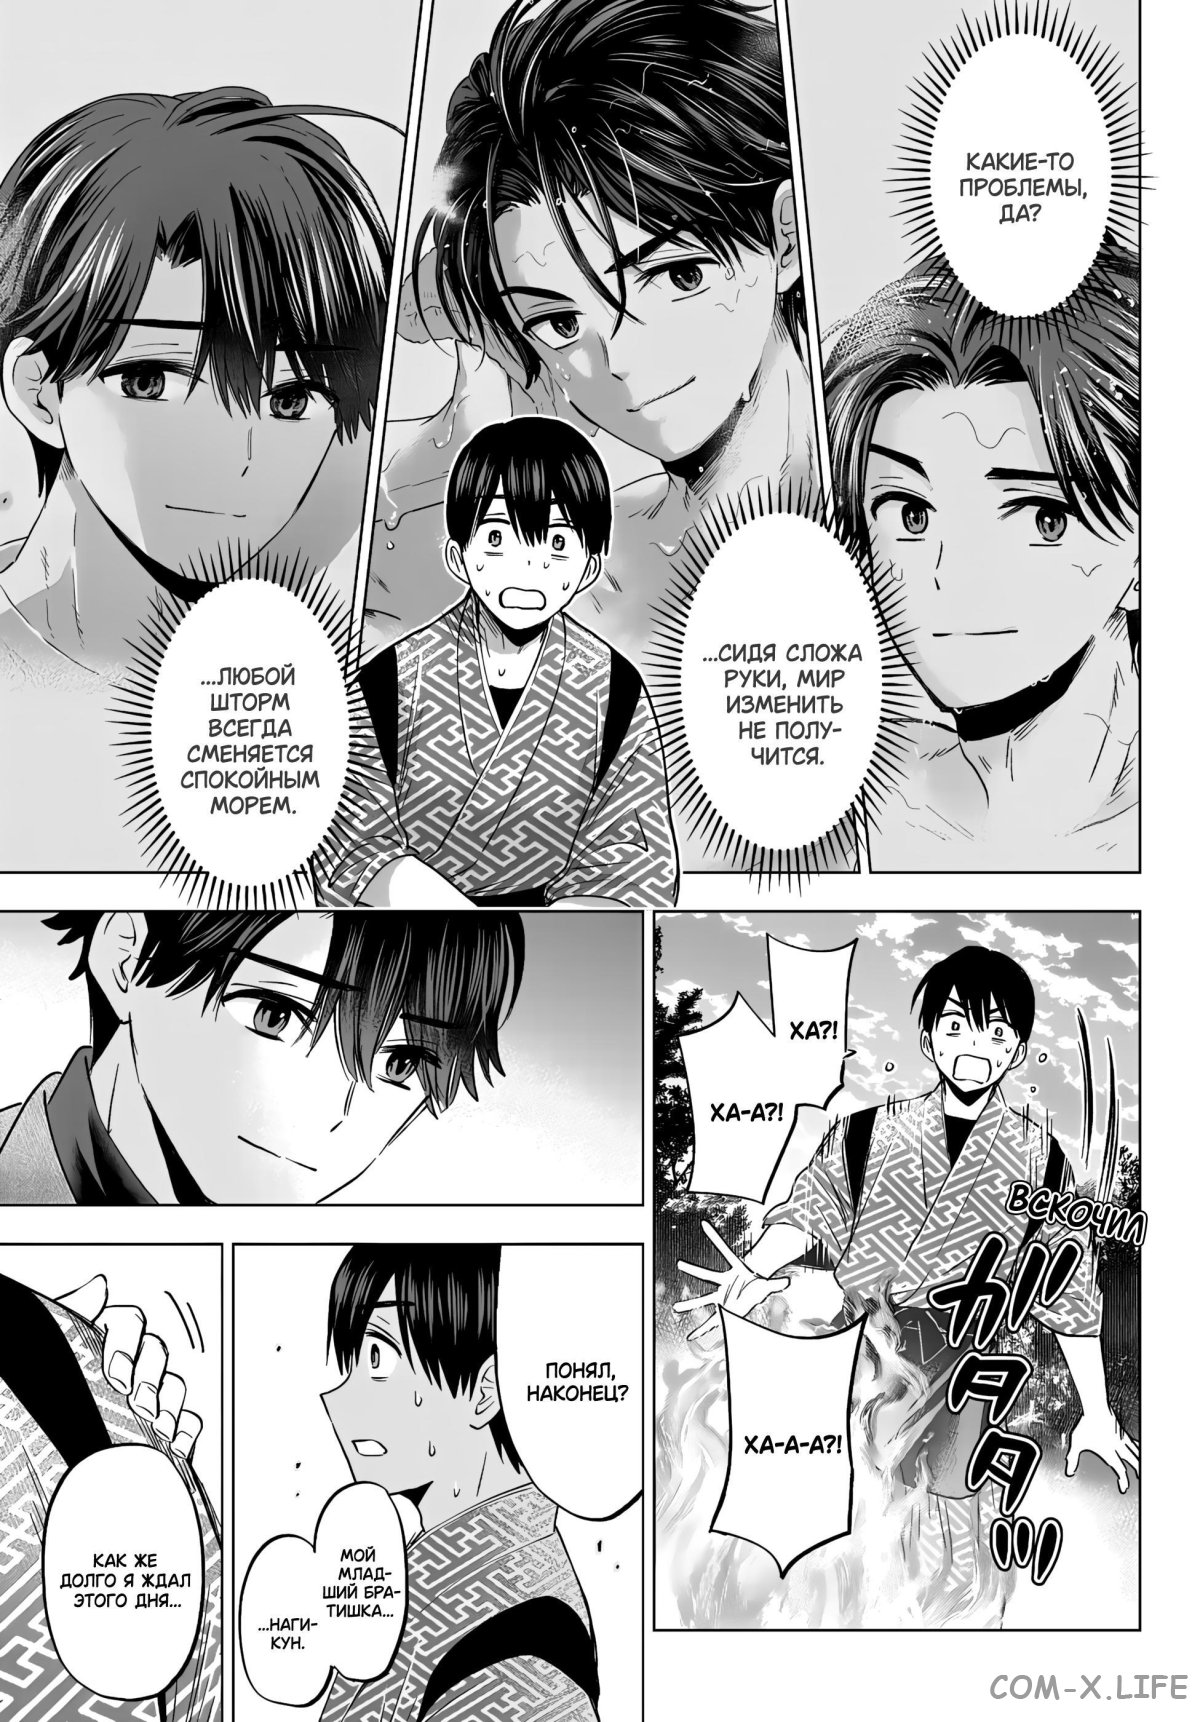 КАКИЕ-ТО
ПРОБЛЕМЫ,
ДА?
...СИДЯ СЛОЖА
РУКИ, МИР
ИЗМЕНИТЬ
НЕ ПОЛУ-
ЧИТСЯ.
...ЛЮБОЙ
ШТОРМ
ВСЕГДА
СМЕНЯЕТСЯ
СПОКОЙНЫМ
МОРЕМ.
ХА?!
ХА-А?!
ВСКОЧИЛ
ガタタッ
ХА-А-А?!
ПОНЯЛ,
НАКОНЕЦ?
МОЙ
МЛАД-
ШИЙ БРА-
ТИШКА...
...НАГИ-
КУН.
КАК ЖЕ
ДОЛГО Я ЖДАЛ
ЭТОГО ДНЯ...
COM-X.LIFE